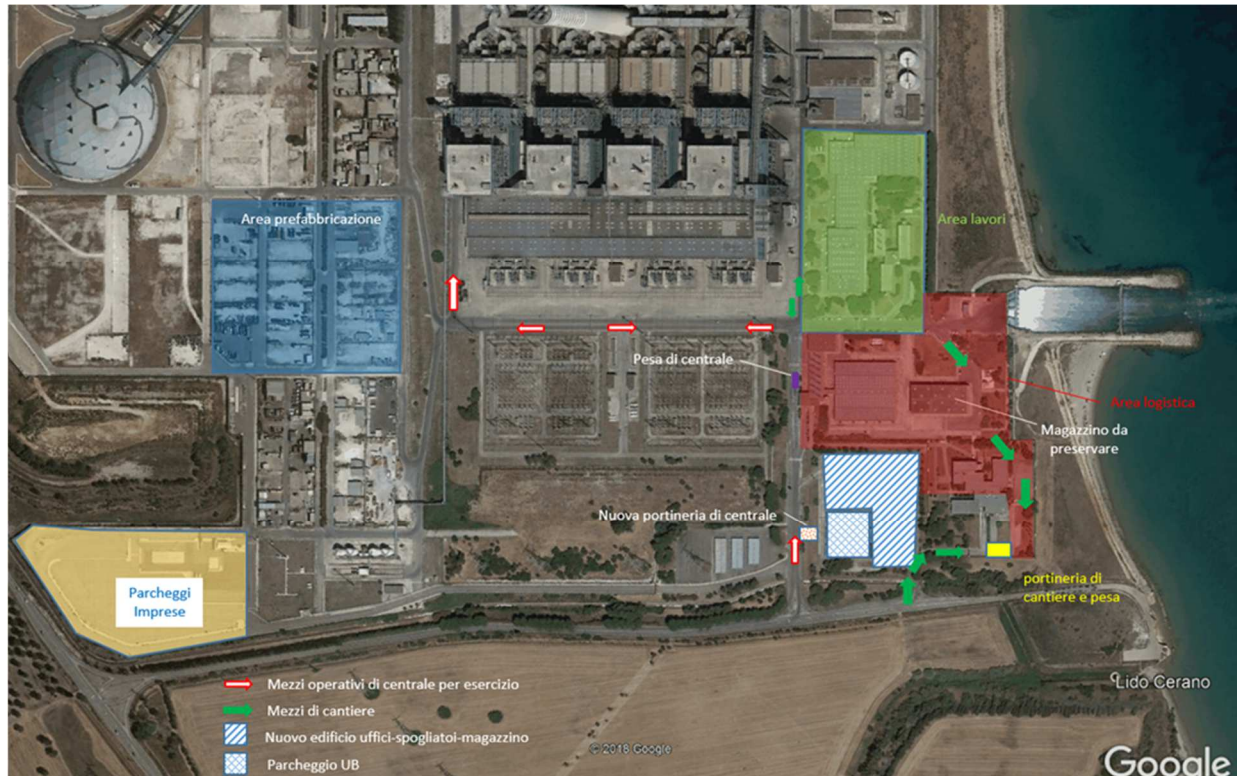 Area prefabbricazione
Area lavori
Pesa di centrale
Area logistica
Magazzino da
preservare
Nuova portineria di centrale
Parcheggi
Imprese
portineria di
cantiere e pesa
Mezzi operativi di centrale per esercizio
Mezzi di cantiere
Nuovo edificio uffici-spogliatoi-magazzino
Parcheggio UB
Lido Cerano
© 2018 Google
Google